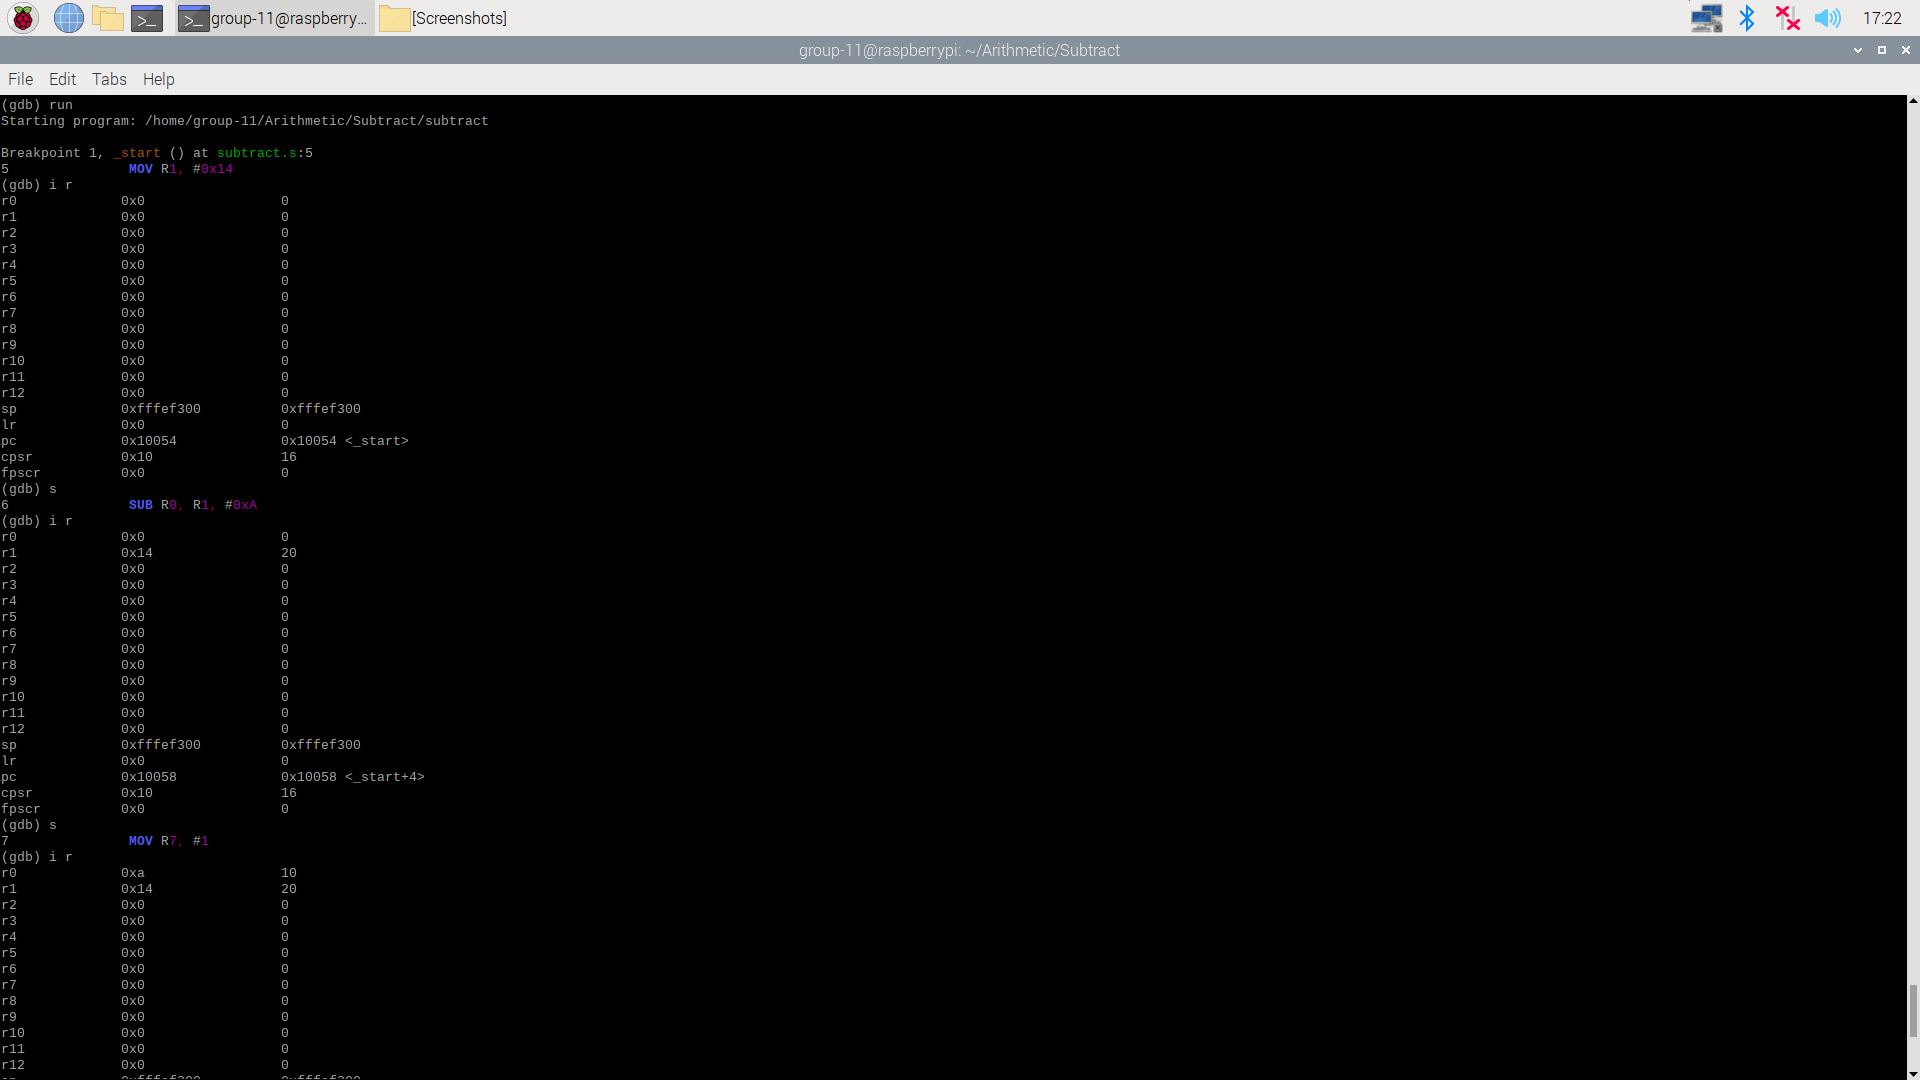 group-11@raspberry... [Screenshots] 17:22
group-11@raspberrypi: ~/Arithmetic/Subtract
File Edit Tabs Help
(gdb) run
Starting program: /home/group-11/Arithmetic/Subtract/subtract
Breakpoint 1, _start () at subtract.s:5
5 MOV R1, #0x14
(gdb) i r
r0 0x0 0
r1 0x0 0
r2 0x0 0
r3 0x0 0
r4 0x0 0
r5 0x0 0
r6 0x0 0
r7 0x0 0
r8 0x0 0
r9 0x0 0
r10 0x0 0
r11 0x0 0
r12 0x0 0
sp 0xfffef300 0xfffef300
lr 0x0 0
pc 0x10054 0x10054 <_start>
cpsr 0x10 16
fpscr 0x0 0
(gdb) s
6 SUB R0, R1, #0xA
(gdb) i r
r0 0x0 0
r1 0x14 20
r2 0x0 0
r3 0x0 0
r4 0x0 0
r5 0x0 0
r6 0x0 0
r7 0x0 0
r8 0x0 0
r9 0x0 0
r10 0x0 0
r11 0x0 0
r12 0x0 0
sp 0xfffef300 0xfffef300
lr 0x0 0
pc 0x10058 0x10058 <_start+4>
cpsr 0x10 16
fpscr 0x0 0
(gdb) s
7 MOV R7, #1
(gdb) i r
r0 0xa 10
r1 0x14 20
r2 0x0 0
r3 0x0 0
r4 0x0 0
r5 0x0 0
r6 0x0 0
r7 0x0 0
r8 0x0 0
r9 0x0 0
r10 0x0 0
r11 0x0 0
r12 0x0 0